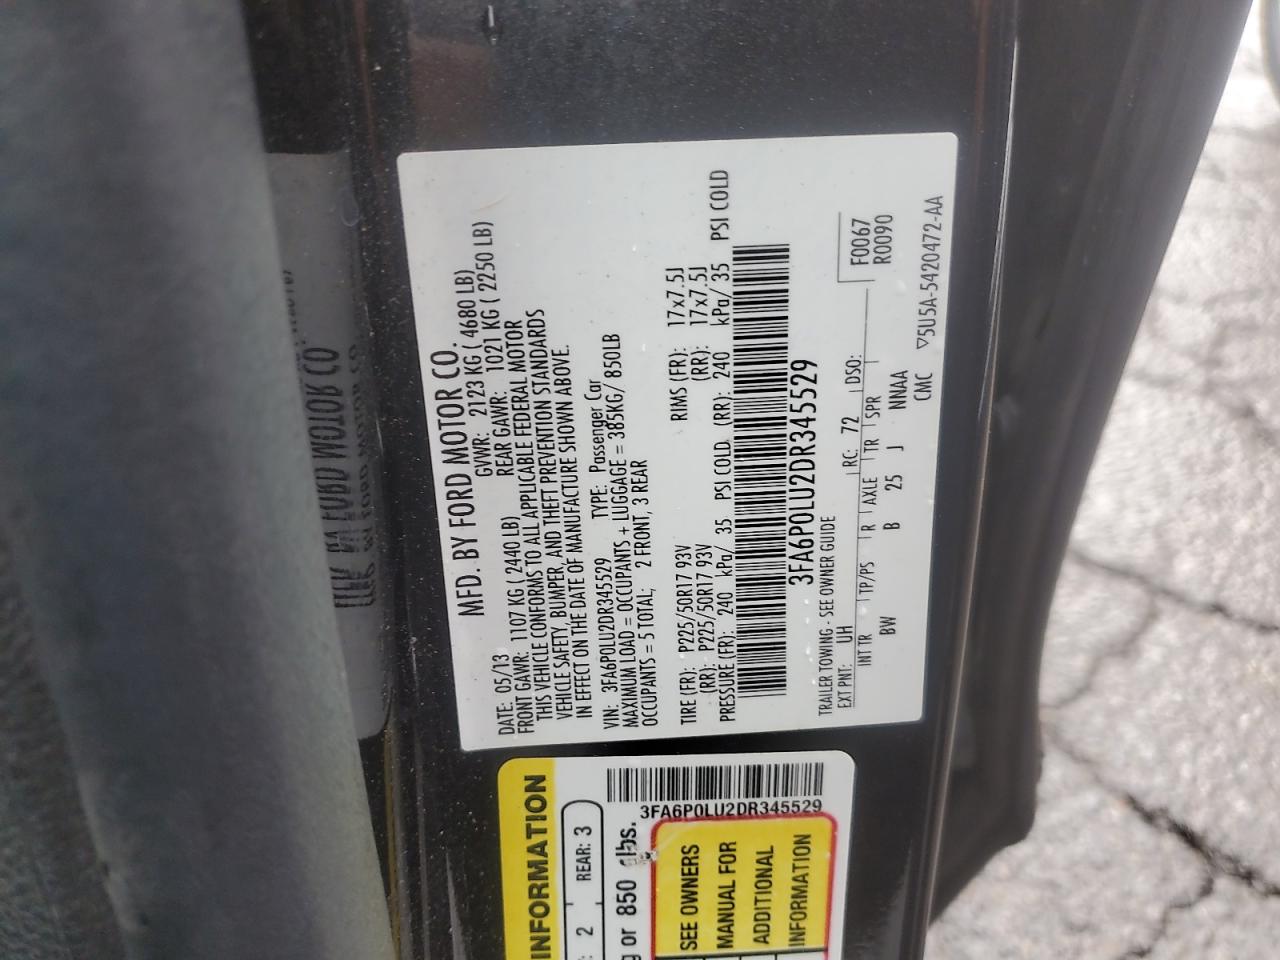 MFD. BY FORD MOTOR CO.
DATE: 05/13 GVWR: 2123 KG ( 4680 LB)
FRONT GAWR: 1107 KG ( 2440 LB) REAR GAWR: 1021 KG ( 2250 LB)
THIS VEHICLE CONFORMS TO ALL APPLICABLE FEDERAL MOTOR
VEHICLE SAFETY, BUMPER, AND THEFT PREVENTION STANDARDS
IN EFFECT ON THE DATE OF MANUFACTURE SHOWN ABOVE.
VIN: 3FA6P0LU2DR345529 TYPE: Passenger Car
MAXIMUM LOAD = OCCUPANTS + LUGGAGE = 385KG/ 850LB
OCCUPANTS = 5 TOTAL; 2 FRONT, 3 REAR
TIRE (FR): P225/50R17 93V RIMS (FR): 17x7.5J
(RR): P225/50R17 93V (RR): 17x7.5J
PRESSURE (FR): 240 kPa/ 35 PSI COLD (RR): 240 kPa/ 35 PSI COLD
3FA6P0LU2DR345529
TRAILER TOWING - SEE OWNER GUIDE
EXT PNT: UH RC: 72 DSO: F0067
R0090
INT TR TP/PS R AXLE TR SPR
BW B 25 J NNAA
CMC ▽5U5A-5420472-AA
INFORMATION
2 REAR: 3
or 850 lbs.
3FA6P0LU2DR345529
SEE OWNERS
MANUAL FOR
ADDITIONAL
INFORMATION